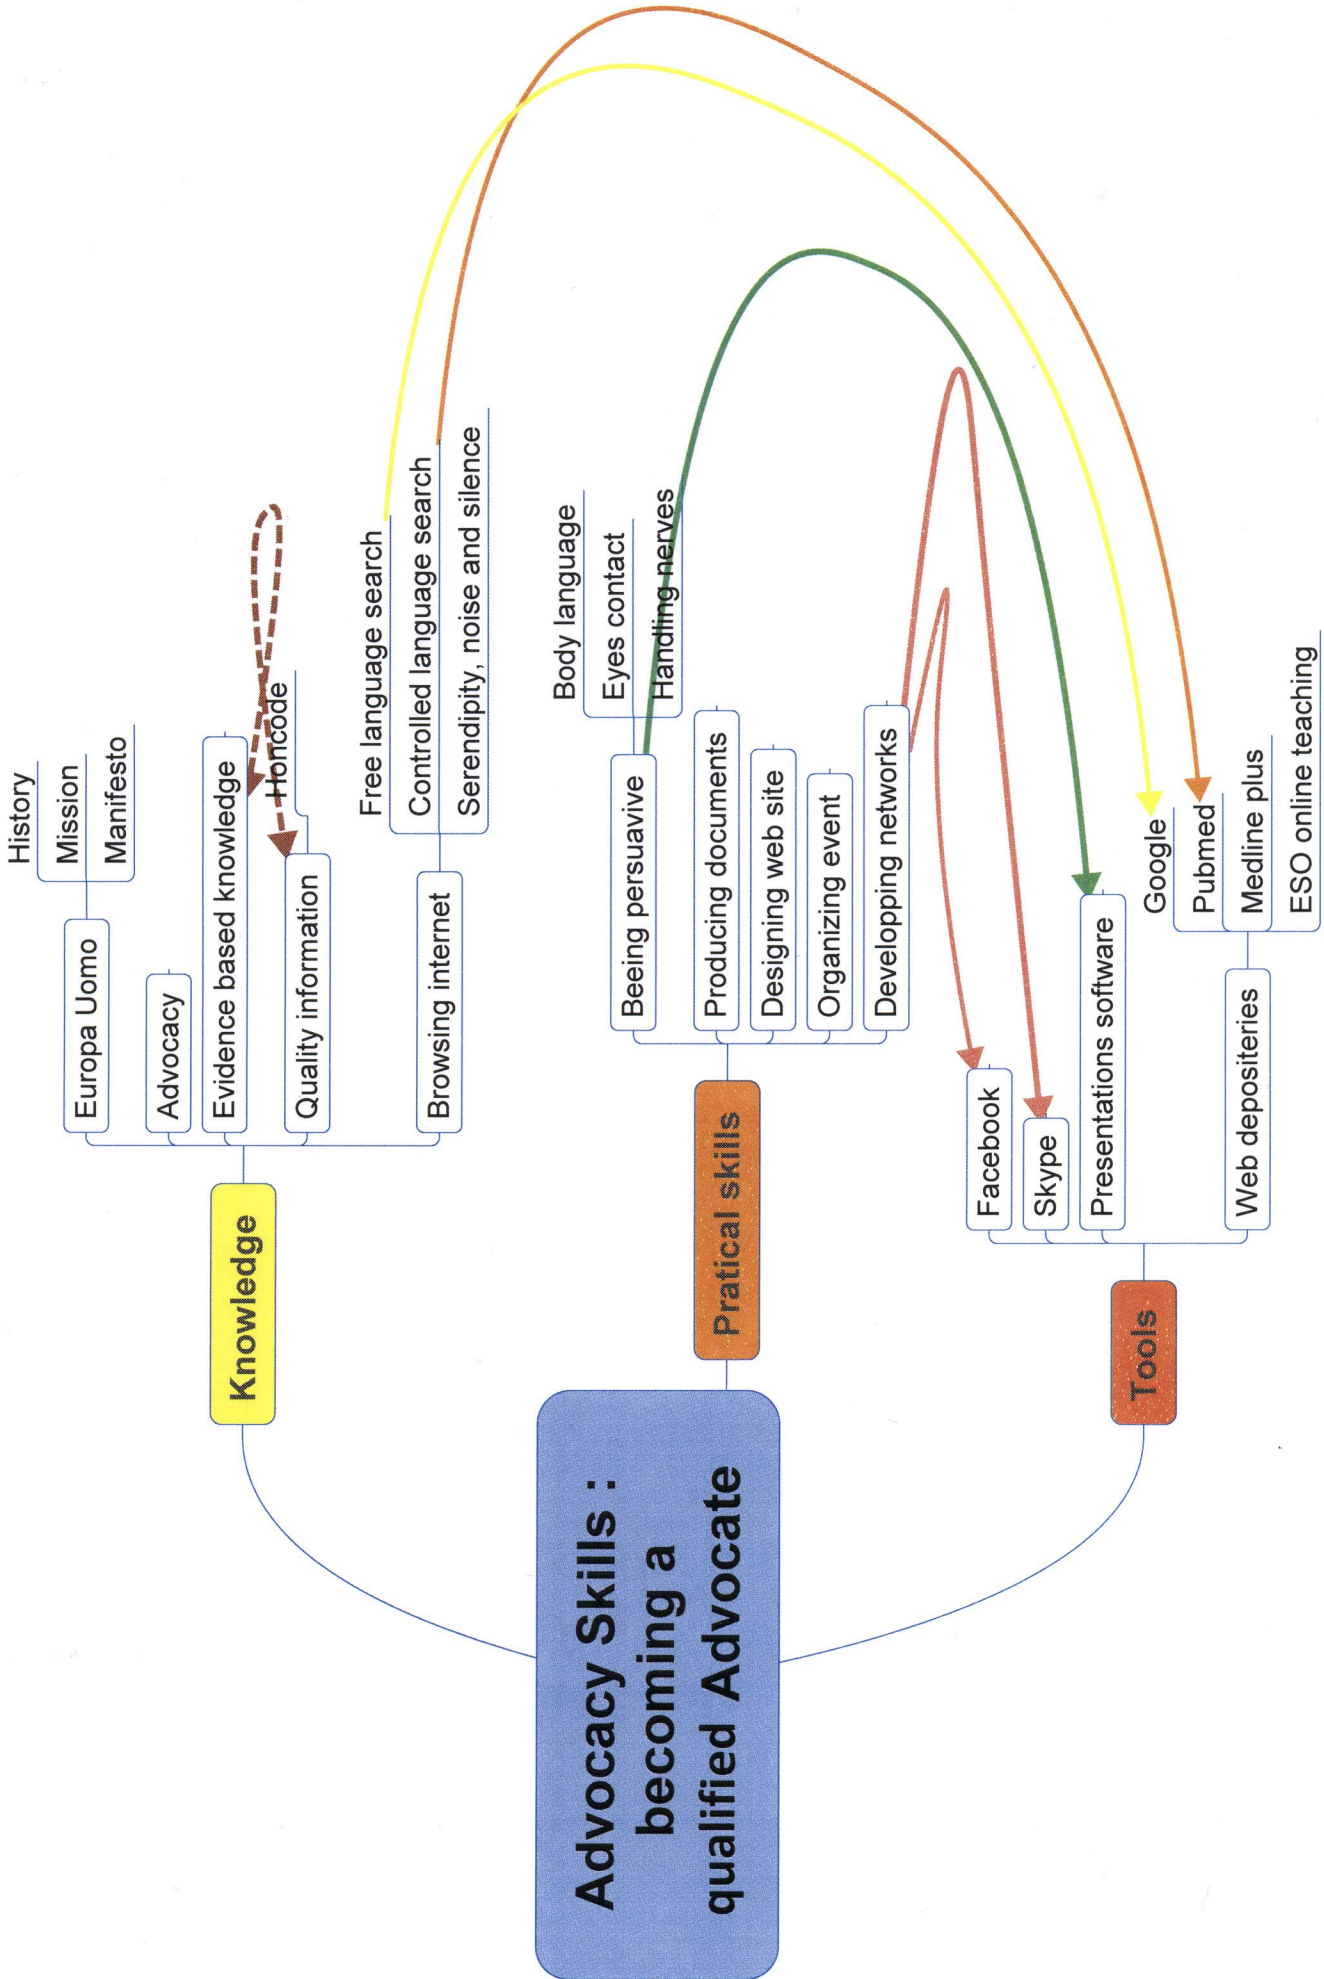 Advocacy Skills :
becoming a
qualified Advocate
Knowledge
Europa Uomo
History
Mission
Manifesto
Advocacy
Evidence based knowledge
Quality information
Honcode
Browsing internet
Free language search
Controlled language search
Serendipity, noise and silence
Pratical skills
Beeing persuavive
Body language
Eyes contact
Handling nerves
Producing documents
Designing web site
Organizing event
Developping networks
Tools
Facebook
Skype
Presentations software
Web depositeries
Google
Pubmed
Medline plus
ESO online teaching